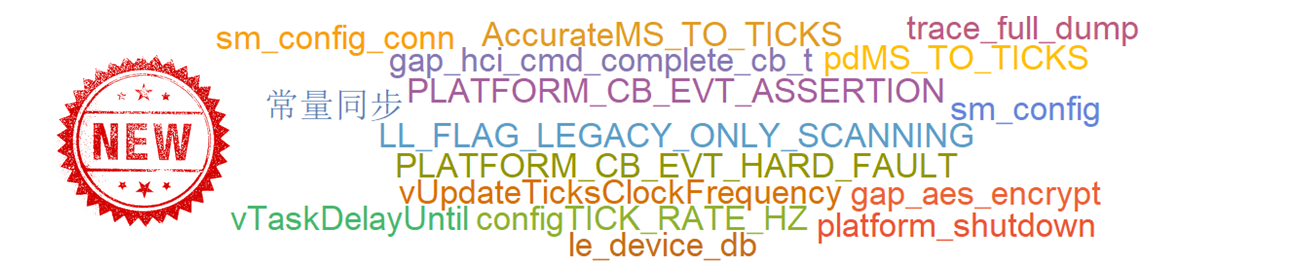 sm_config_conn AccurateMS_TO_TICKS trace_full_dump
gap_hci_cmd_complete_cb_t pdMS_TO_TICKS
常量同步 PLATFORM_CB_EVT_ASSERTION sm_config
NEW
LL_FLAG_LEGACY_ONLY_SCANNING
PLATFORM_CB_EVT_HARD_FAULT
vUpdateTicksClockFrequency gap_aes_encrypt
vTaskDelayUntil configTICK_RATE_HZ platform_shutdown
le_device_db